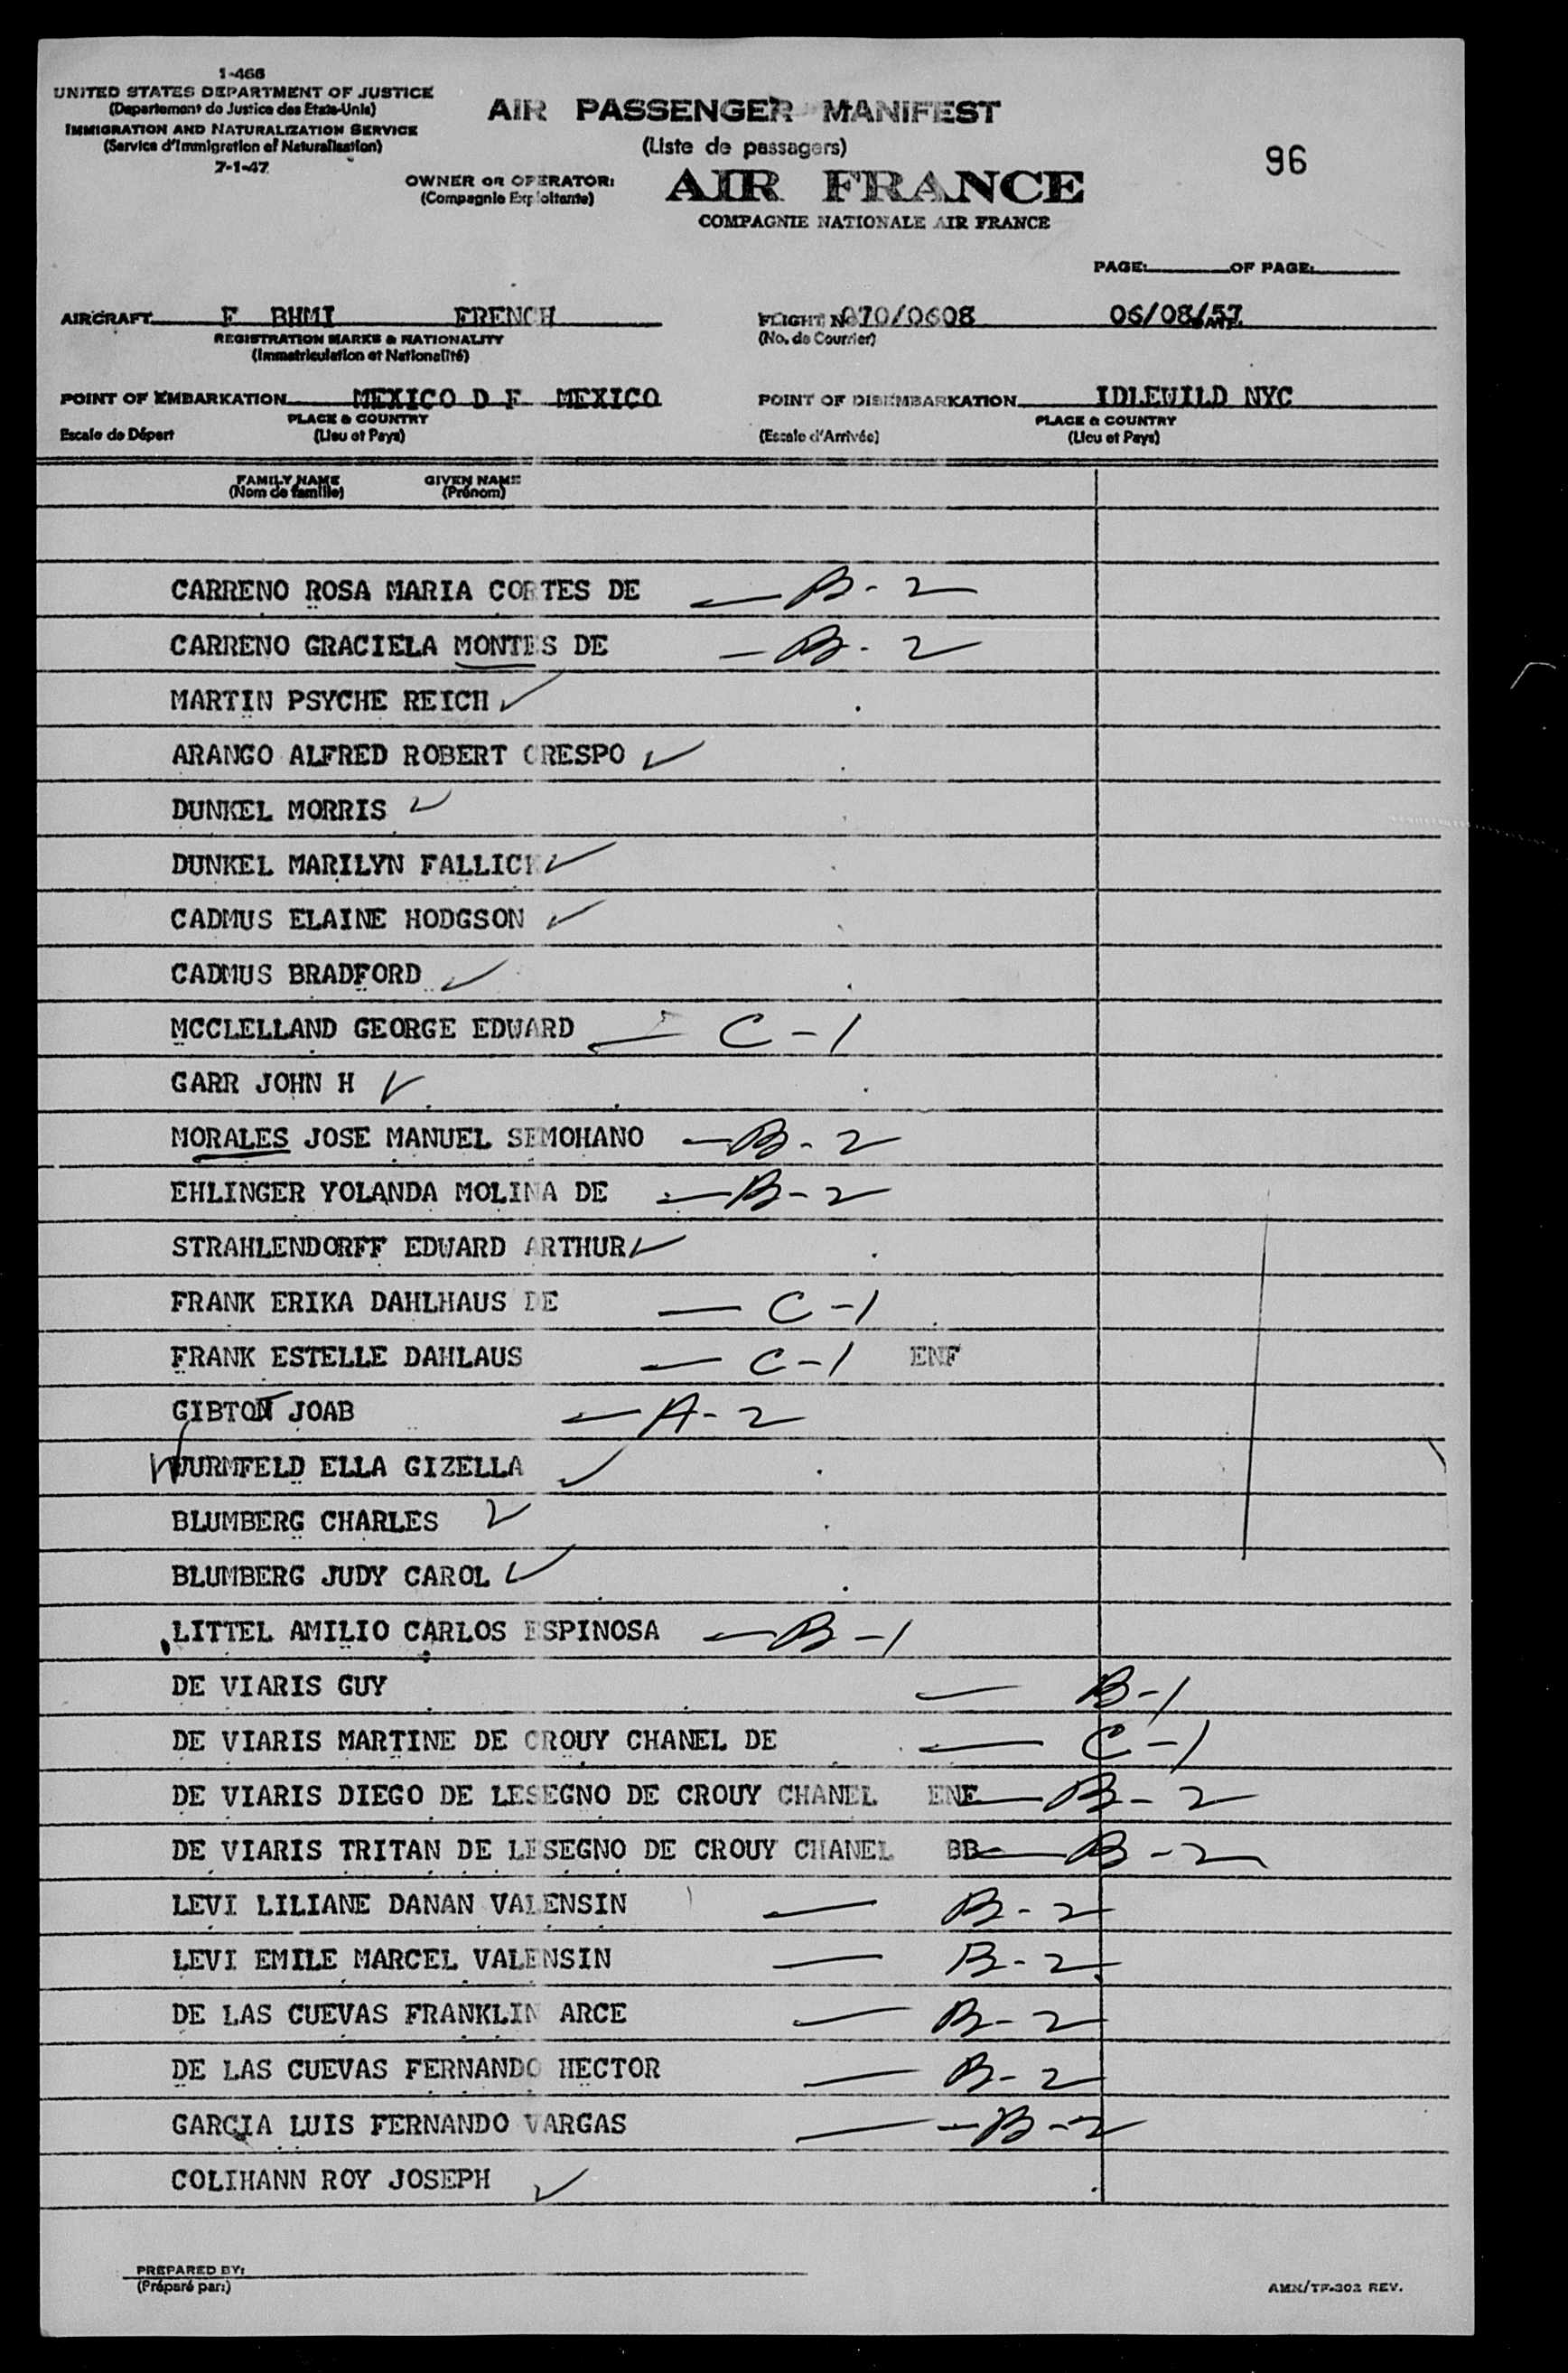 1-466
UNITED STATES DEPARTMENT OF JUSTICE
(Departement de Justice des Etats-Unis)
IMMIGRATION AND NATURALIZATION SERVICE
(Service d'Immigration et Naturalisation)
7-1-47
AIR PASSENGER MANIFEST
(Liste de passagers)
96
OWNER OR OPERATOR: AIR FRANCE
(Compagnie Exploitante)
COMPAGNIE NATIONALE AIR FRANCE
PAGE: OF PAGE:
AIRCRAFT F BHMI FRENCH FLIGHT No 070/0608 06/08/57
REGISTRATION MARKS & NATIONALITY (No. de Courrier)
(Immatriculation et Nationalité)
POINT OF EMBARKATION MEXICO D F MEXICO POINT OF DISEMBARKATION IDLEWILD NYC
PLACE & COUNTRY PLACE & COUNTRY
Escale de Départ (Lieu et Pays) (Escale d'Arrivée) (Lieu et Pays)
FAMILY NAME GIVEN NAME
(Nom de famille) (Prénom)
CARRENO ROSA MARIA CORTES DE — B-2
CARRENO GRACIELA MONTES DE — B-2
MARTIN PSYCHE REICH ✓
ARANGO ALFRED ROBERT CRESPO ✓
DUNKEL MORRIS ✓
DUNKEL MARILYN FALLICK ✓
CADMUS ELAINE HODGSON ✓
CADMUS BRADFORD ✓
MCCLELLAND GEORGE EDWARD — C-1
GARR JOHN H ✓
MORALES JOSE MANUEL SEMOHANO — B-2
EHLINGER YOLANDA MOLINA DE — B-2
STRAHLENDORFF EDWARD ARTHUR ✓
FRANK ERIKA DAHLHAUS DE — C-1
FRANK ESTELLE DAHLAUS — C-1 ENF
GIBTON JOAB — A-2
WURMFELD ELLA GIZELLA ✓
BLUMBERG CHARLES ✓
BLUMBERG JUDY CAROL ✓
LITTEL AMILIO CARLOS ESPINOSA — B-1
DE VIARIS GUY — B-1
DE VIARIS MARTINE DE CROUY CHANEL DE — C-1
DE VIARIS DIEGO DE LESEGNO DE CROUY CHANEL ENF — B-2
DE VIARIS TRITAN DE LESEGNO DE CROUY CHANEL BB — B-2
LEVI LILIANE DANAN VALENSIN — B-2
LEVI EMILE MARCEL VALENSIN — B-2
DE LAS CUEVAS FRANKLIN ARCE — B-2
DE LAS CUEVAS FERNANDO HECTOR — B-2
GARCIA LUIS FERNANDO VARGAS — B-2
COLIHANN ROY JOSEPH ✓
PREPARED BY:
(Préparé par:)
AMN/TF-302 REV.